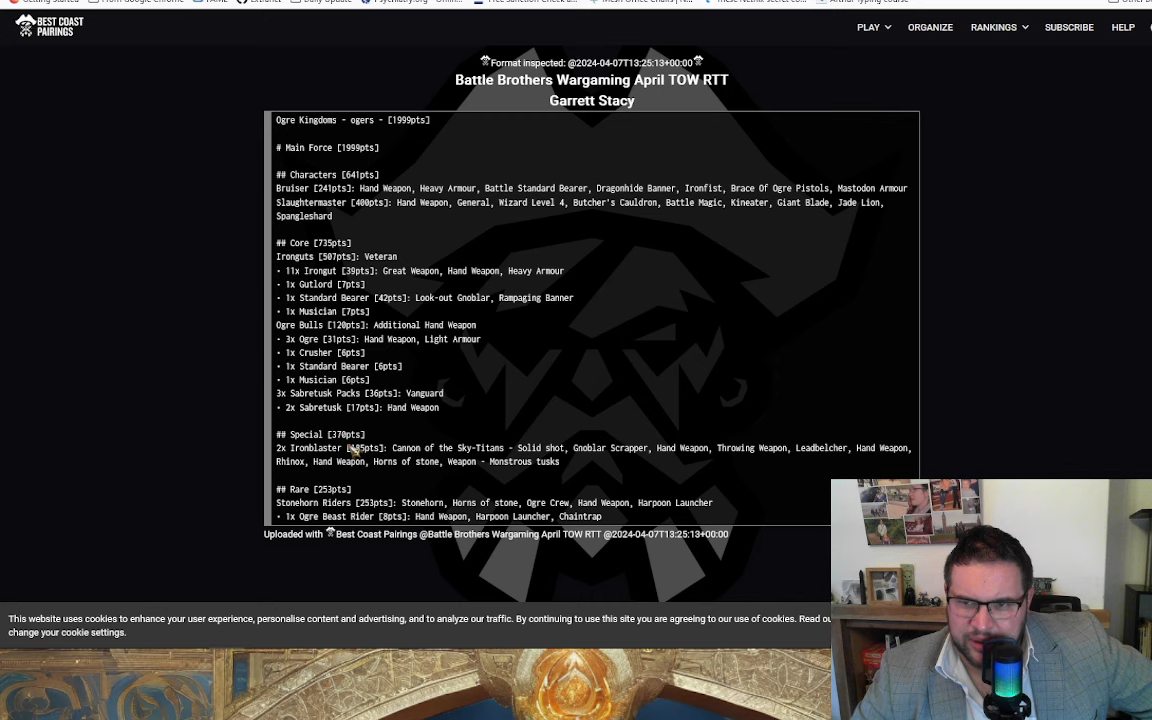 Getting Started
From Google Chrome
Extranet
Daily Update
BEST COAST
PAIRINGS
PLAY
ORGANIZE
RANKINGS
SUBSCRIBE
HELP
Format inspected: @2024-04-07T13:25:13+00:00
Battle Brothers Wargaming April TOW RTT
Garrett Stacy
Ogre Kingdoms - ogers - [1999pts]
# Main Force [1999pts]
## Characters [641pts]
Bruiser [241pts]: Hand Weapon, Heavy Armour, Battle Standard Bearer, Dragonhide Banner, Ironfist, Brace Of Ogre Pistols, Mastodon Armour
Slaughtermaster [400pts]: Hand Weapon, General, Wizard Level 4, Butcher's Cauldron, Battle Magic, Kineater, Giant Blade, Jade Lion,
Spangleshard
## Core [735pts]
Ironguts [507pts]: Veteran
• 11x Irongut [39pts]: Great Weapon, Hand Weapon, Heavy Armour
• 1x Gutlord [7pts]
• 1x Standard Bearer [42pts]: Look-out Gnoblar, Rampaging Banner
• 1x Musician [7pts]
Ogre Bulls [120pts]: Additional Hand Weapon
• 3x Ogre [31pts]: Hand Weapon, Light Armour
• 1x Crusher [6pts]
• 1x Standard Bearer [6pts]
• 1x Musician [6pts]
3x Sabretusk Packs [36pts]: Vanguard
• 2x Sabretusk [17pts]: Hand Weapon
## Special [370pts]
2x Ironblaster Cannon of the Sky-Titans - Solid shot, Gnoblar Scrapper, Hand Weapon, Throwing Weapon, Leadbelcher, Hand Weapon,
Rhinox, Hand Weapon, Horns of stone, Weapon - Monstrous tusks
## Rare [253pts]
Stonehorn Riders [253pts]: Stonehorn, Horns of stone, Ogre Crew, Hand Weapon, Harpoon Launcher
• 1x Ogre Beast Rider [8pts]: Hand Weapon, Harpoon Launcher, Chaintrap
Uploaded with Best Coast Pairings @Battle Brothers Wargaming April TOW RTT @2024-04-07T13:25:13+00:00
This website uses cookies to enhance your user experience, personalise content and advertising, and to analyze our traffic. By continuing to use this site you are agreeing to our use of cookies. Read
change your cookie settings.